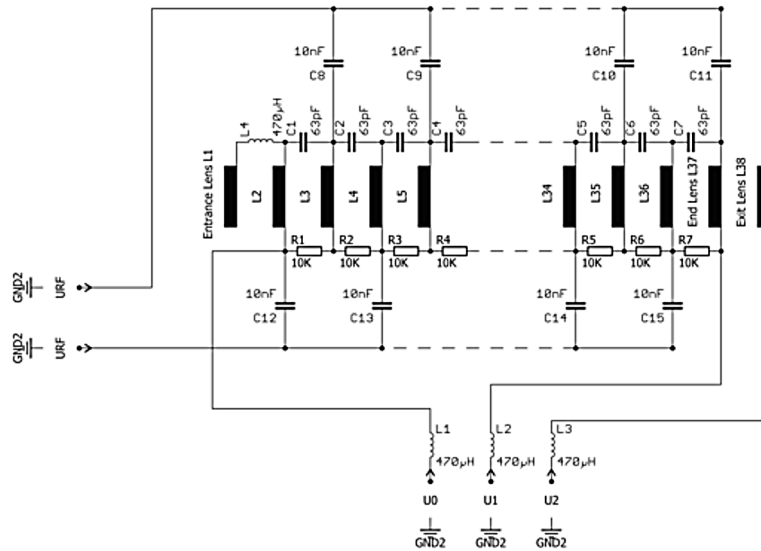 10nF
C8
10nF
C9
10nF
C10
10nF
C11
L4
470µH
C1
63pF
C2
63pF
C3
63pF
C4
63pF
C5
63pF
C6
63pF
C7
63pF
Entrance Lens L1
L2
L3
L4
L5
L34
L35
L36
End Lens L37
Exit Lens L38
R1
10K
R2
10K
R3
10K
R4
10K
R5
10K
R6
10K
R7
10K
GND2
URF
10nF
C12
10nF
C13
10nF
C14
10nF
C15
GND2
URF
L1
470µH
L2
470µH
L3
470µH
U0
U1
U2
GND2
GND2
GND2